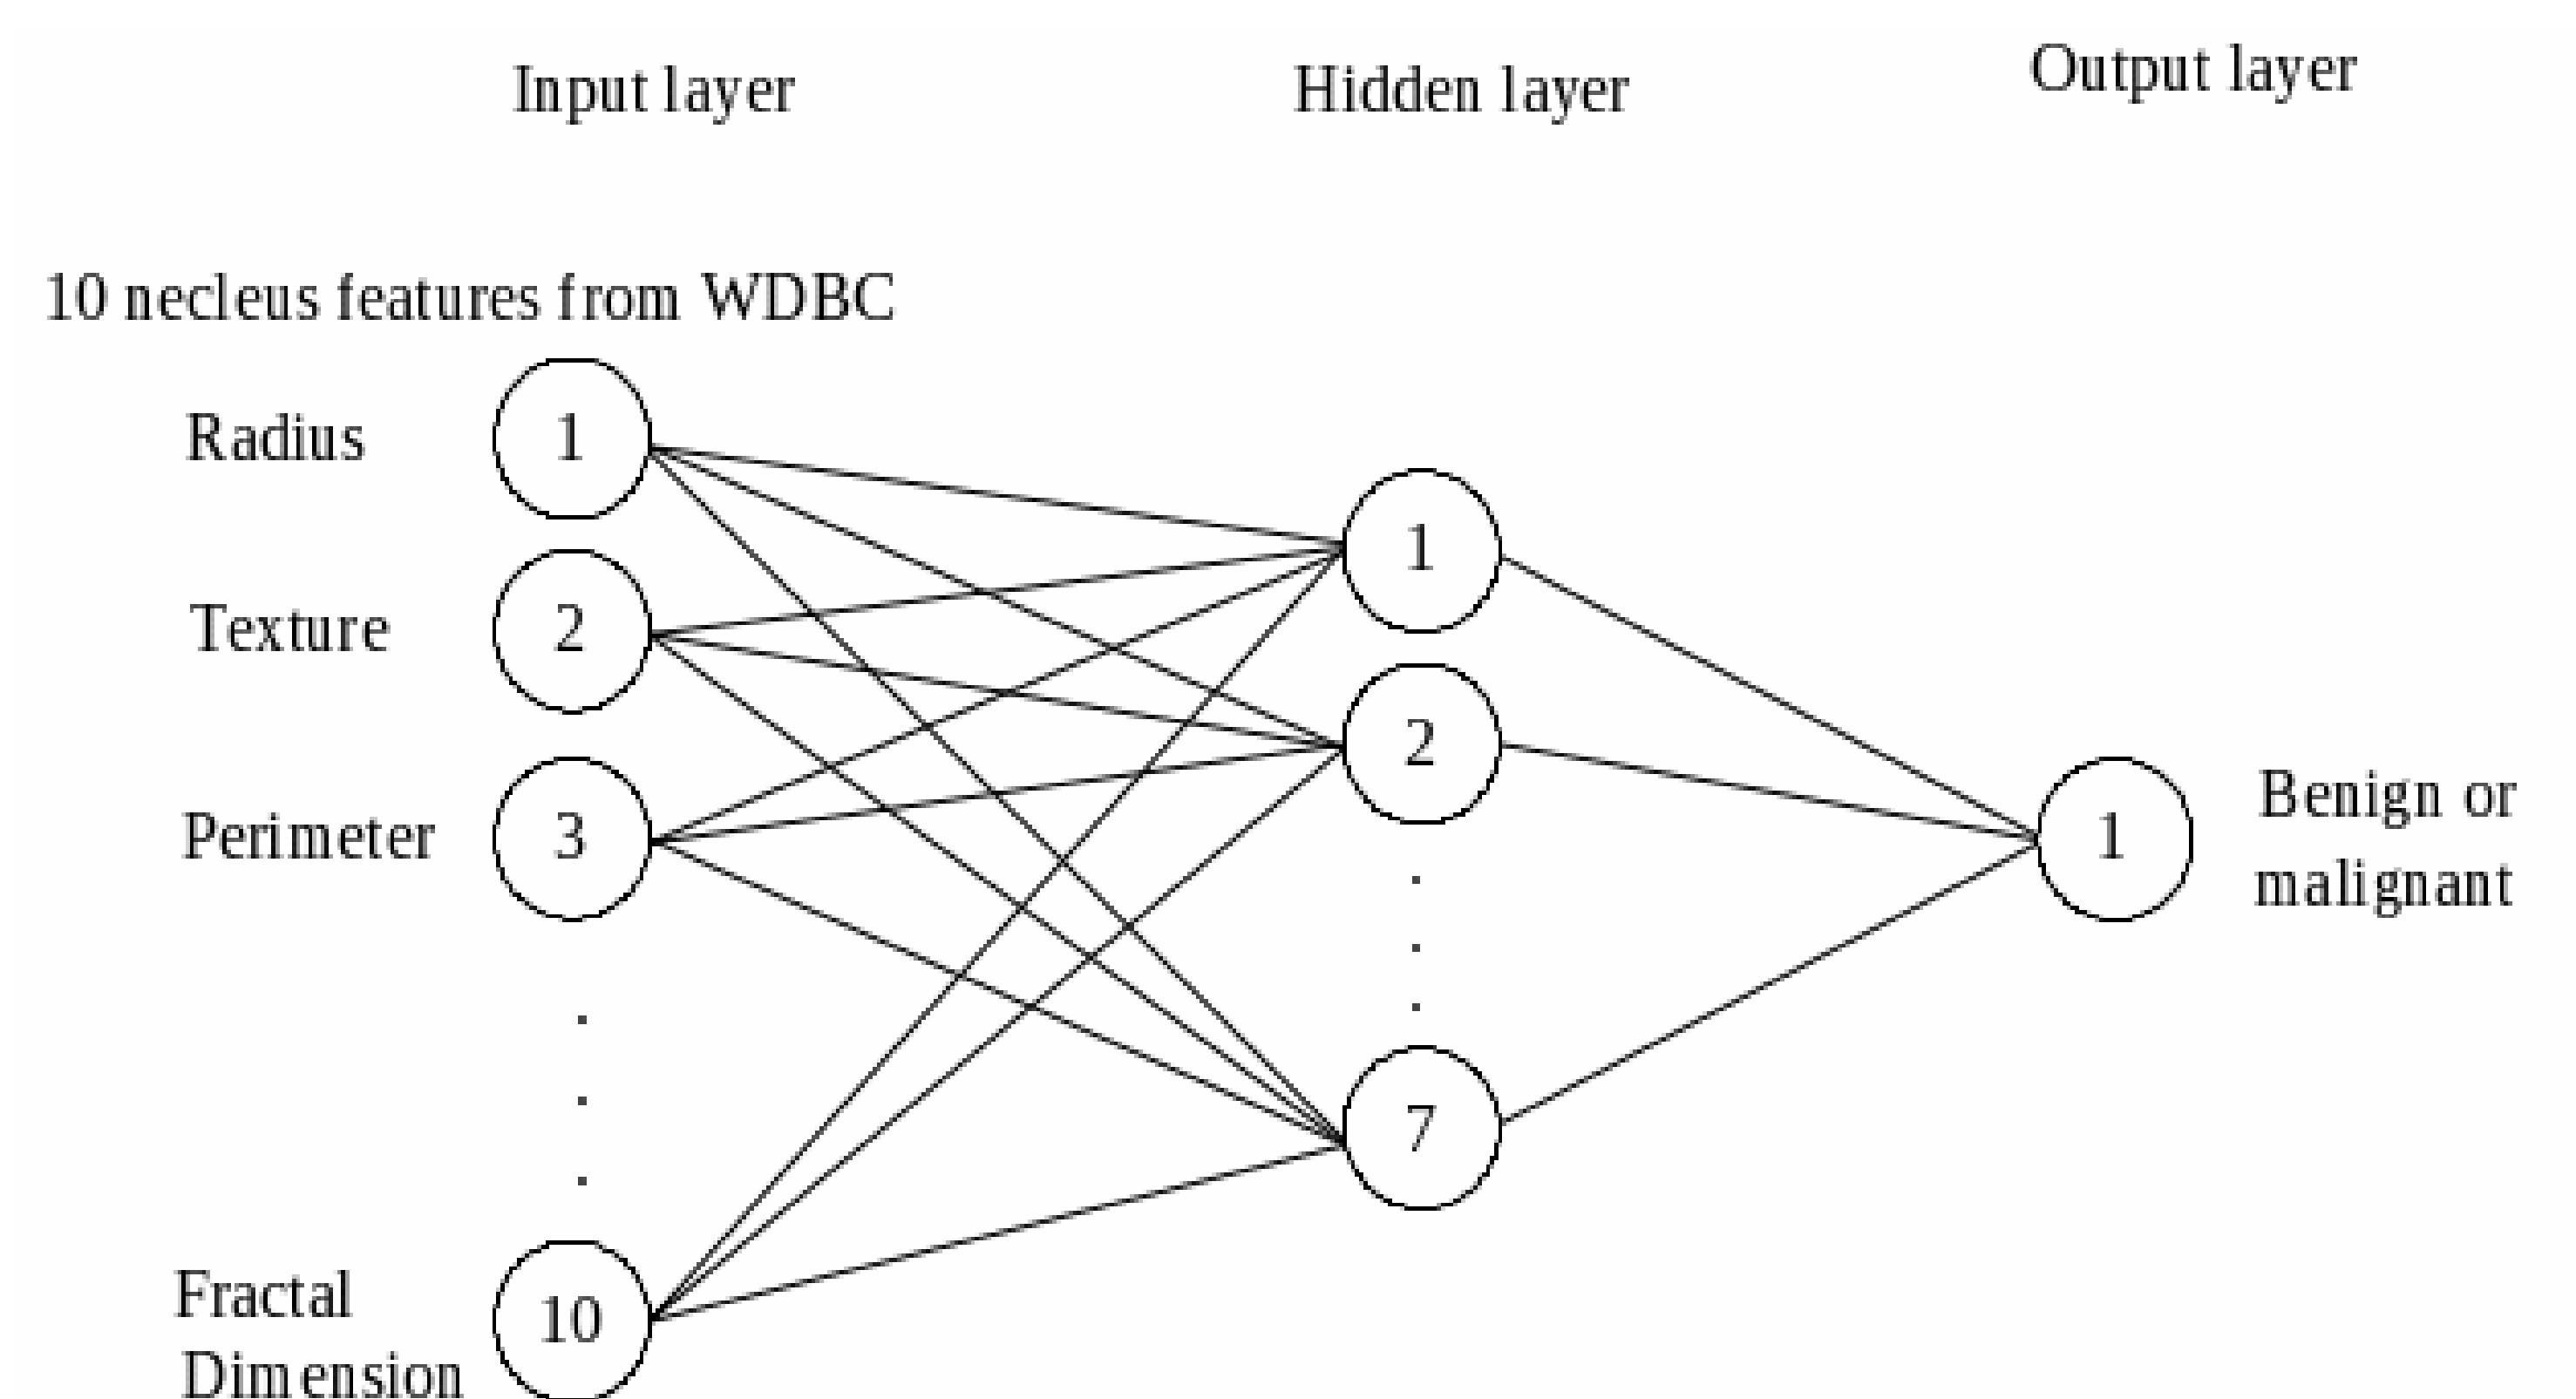 Input layer
Hidden layer
Output layer
10 necleus features from WDBC
Radius
1
Texture
2
Perimeter
3
.
.
.
Fractal
Dimension
10
1
2
.
.
.
7
1
Benign or
malignant